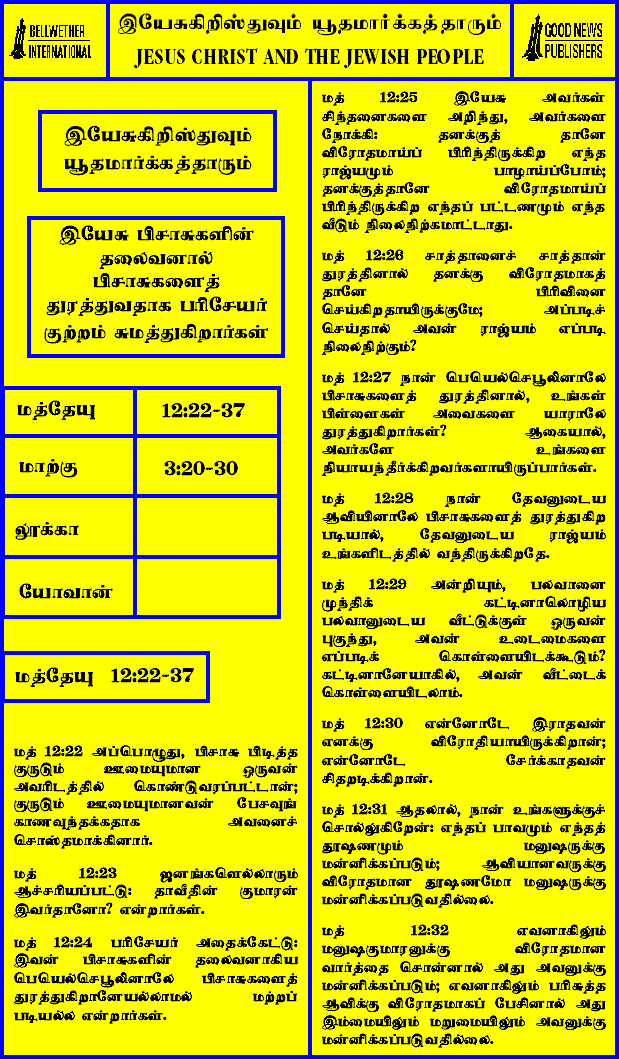 BELLWETHER
INTERNATIONAL
இயேசுகிறிஸ்துவும் யூதமார்க்கத்தாரும்
JESUS CHRIST AND THE JEWISH PEOPLE
GOOD NEWS
PUBLISHERS
இயேசுகிறிஸ்துவும்
யூதமார்க்கத்தாரும்
இயேசு பிசாசுகளின்
தலைவனால்
பிசாசுகளைத்
துரத்துவதாக பரிசேயர்
குற்றம் சுமத்துகிறார்கள்
மத்தேயு 12:22-37
மாற்கு 3:20-30
லூக்கா
யோவான்
மத்தேயு 12:22-37
மத் 12:22 அப்பொழுது, பிசாசு பிடித்த
குருடும் ஊமையுமான ஒருவன்
அவரிடத்தில் கொண்டுவரப்பட்டான்;
குருடும் ஊமையுமானவன் பேசவுங்
காணவுந்தக்கதாக அவனைச்
சொஸ்தமாக்கினார்.
மத் 12:23 ஜனங்களெல்லாரும்
ஆச்சரியப்பட்டு: தாவீதின் குமாரன்
இவர்தானோ? என்றார்கள்.
மத் 12:24 பரிசேயர் அதைக்கேட்டு:
இவன் பிசாசுகளின் தலைவனாகிய
பெயெல்செபூலினாலே பிசாசுகளைத்
துரத்துகிறானேயல்லாமல் மற்றப்
படியல்ல என்றார்கள்.
மத் 12:25 இயேசு அவர்கள்
சிந்தனைகளை அறிந்து, அவர்களை
நோக்கி: தனக்குத் தானே
விரோதமாய்ப் பிரிந்திருக்கிற எந்த
ராஜ்யமும் பாழாய்ப்போம்;
தனக்குத்தானே விரோதமாய்ப்
பிரிந்திருக்கிற எந்தப் பட்டணமும் எந்த
வீடும் நிலைநிற்கமாட்டாது.
மத் 12:26 சாத்தானைச் சாத்தான்
துரத்தினால் தனக்கு விரோதமாகத்
தானே பிரிவினை
செய்கிறதாயிருக்குமே; அப்படிச்
செய்தால் அவன் ராஜ்யம் எப்படி
நிலைநிற்கும்?
மத் 12:27 நான் பெயெல்செபூலினாலே
பிசாசுகளைத் துரத்தினால், உங்கள்
பிள்ளைகள் அவைகளை யாராலே
துரத்துகிறார்கள்? ஆகையால்,
அவர்களே உங்களை
நியாயந்தீர்க்கிறவர்களாயிருப்பார்கள்.
மத் 12:28 நான் தேவனுடைய
ஆவியினாலே பிசாசுகளைத் துரத்துகிற
படியால், தேவனுடைய ராஜ்யம்
உங்களிடத்தில் வந்திருக்கிறதே.
மத் 12:29 அன்றியும், பலவானை
முந்திக் கட்டினாலொழிய
பலவானுடைய வீட்டுக்குள் ஒருவன்
புகுந்து, அவன் உடைமைகளை
எப்படிக் கொள்ளையிடக்கூடும்?
கட்டினானேயாகில், அவன் வீட்டைக்
கொள்ளையிடலாம்.
மத் 12:30 என்னோடே இராதவன்
எனக்கு விரோதியாயிருக்கிறான்;
என்னோடே சேர்க்காதவன்
சிதறடிக்கிறான்.
மத் 12:31 ஆதலால், நான் உங்களுக்குச்
சொல்லுகிறேன்: எந்தப் பாவமும் எந்தத்
தூஷணமும் மனுஷருக்கு
மன்னிக்கப்படும்; ஆவியானவருக்கு
விரோதமான தூஷணமோ மனுஷருக்கு
மன்னிக்கப்படுவதில்லை.
மத் 12:32 எவனாகிலும்
மனுஷகுமாரனுக்கு விரோதமான
வார்த்தை சொன்னால் அது அவனுக்கு
மன்னிக்கப்படும்; எவனாகிலும் பரிசுத்த
ஆவிக்கு விரோதமாகப் பேசினால் அது
இம்மையிலும் மறுமையிலும் அவனுக்கு
மன்னிக்கப்படுவதில்லை.